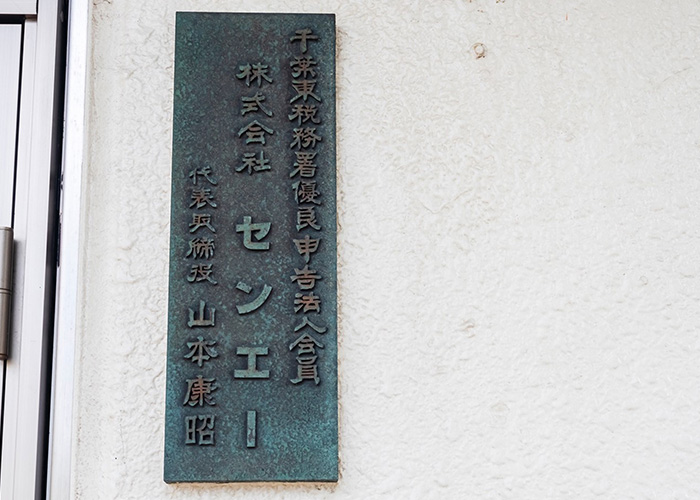 千葉東税務署優良申告法人会員
株式会社 センエー
代表取締役 山本康昭